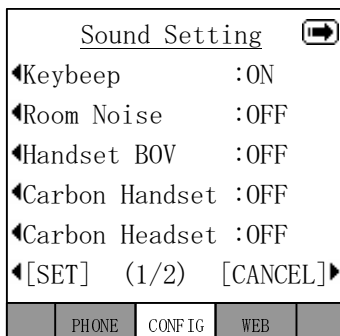 Sound Setting
Keybeep :ON
Room Noise :OFF
Handset BOV :OFF
Carbon Handset :OFF
Carbon Headset :OFF
[SET] (1/2) [CANCEL]
PHONE CONFIG WEB